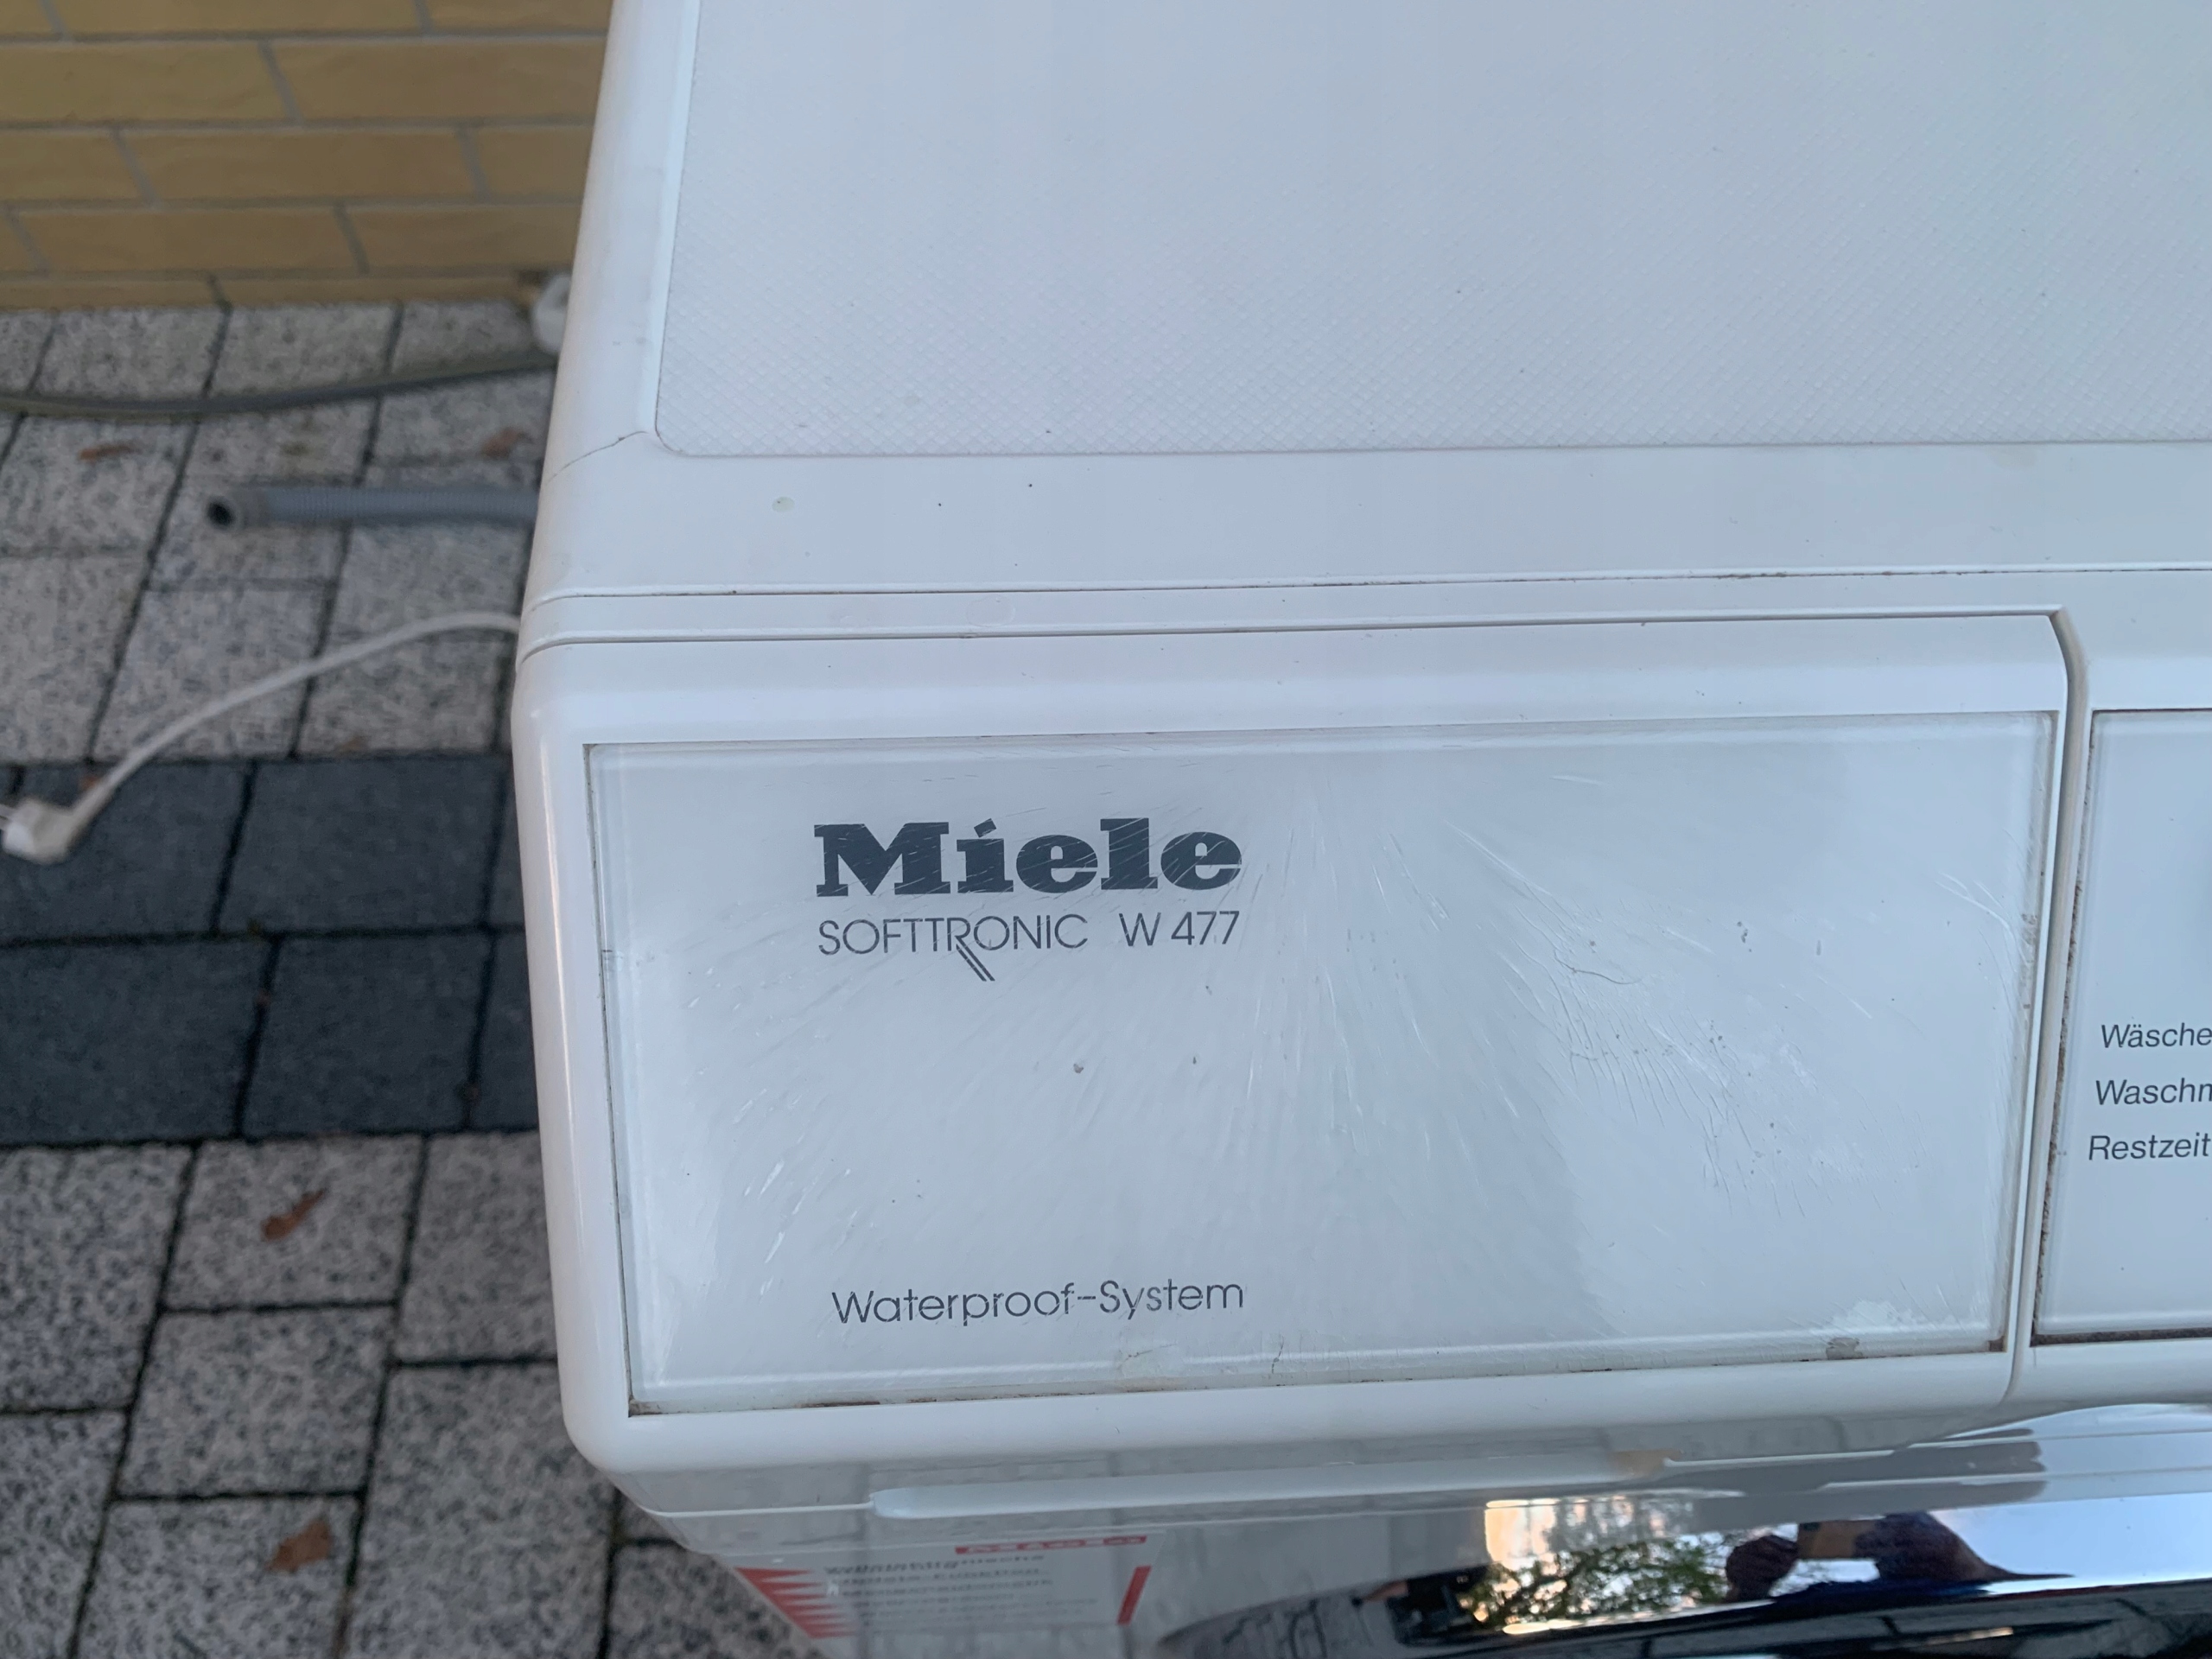 Miele
SOFTTRONIC W 477
Wäsche
Waschm
Restzeit
Waterproof-System